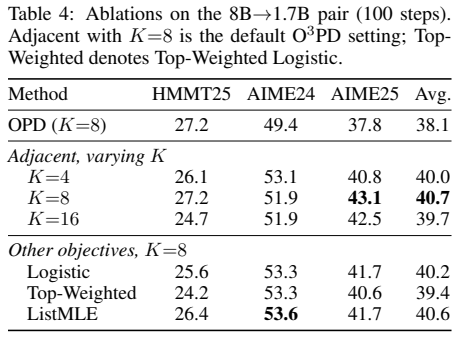 Table 4: Ablations on the 8B→1.7B pair (100 steps).
Adjacent with K=8 is the default O³PD setting; Top-
Weighted denotes Top-Weighted Logistic.
Method HMMT25 AIME24 AIME25 Avg.
OPD (K=8) 27.2 49.4 37.8 38.1
Adjacent, varying K
K=4 26.1 53.1 40.8 40.0
K=8 27.2 51.9 43.1 40.7
K=16 24.7 51.9 42.5 39.7
Other objectives, K=8
Logistic 25.6 53.3 41.7 40.2
Top-Weighted 24.2 53.3 40.6 39.4
ListMLE 26.4 53.6 41.7 40.6